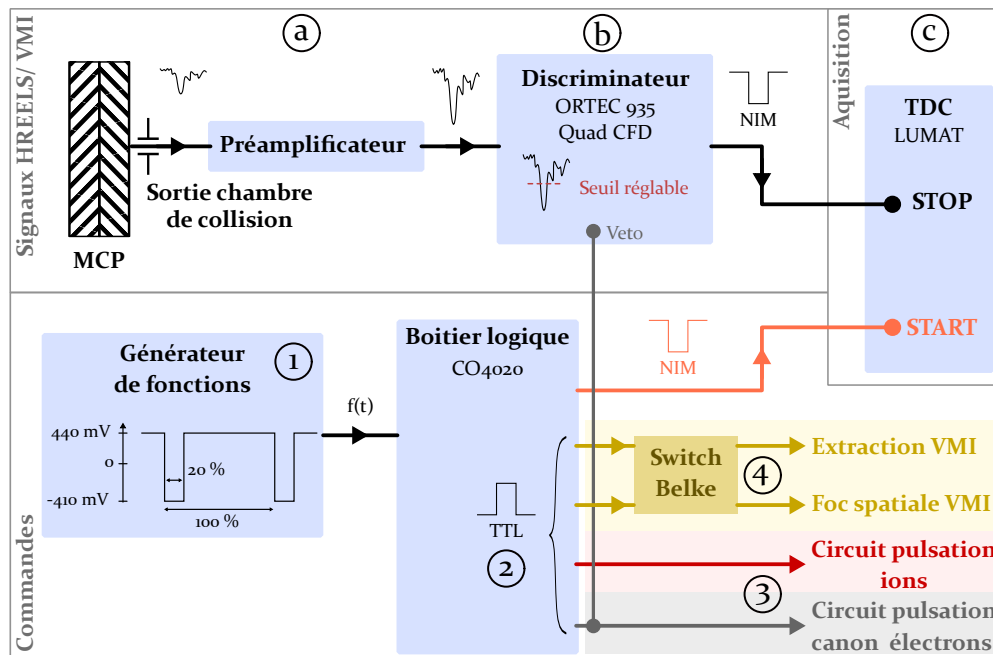 Signaux HREELS/ VMI
a
b
c
Aquisition
MCP
Sortie chambre
de collision
Préamplificateur
Discriminateur
ORTEC 935
Quad CFD
Seuil réglable
Veto
NIM
TDC
LUMAT
STOP
START
Commandes
Générateur
de fonctions
1
440 mV
0
-410 mV
20 %
100 %
f(t)
Boitier logique
CO4020
TTL
2
NIM
Switch
Belke
4
Extraction VMI
Foc spatiale VMI
Circuit pulsation
ions
3
Circuit pulsation
canon électrons